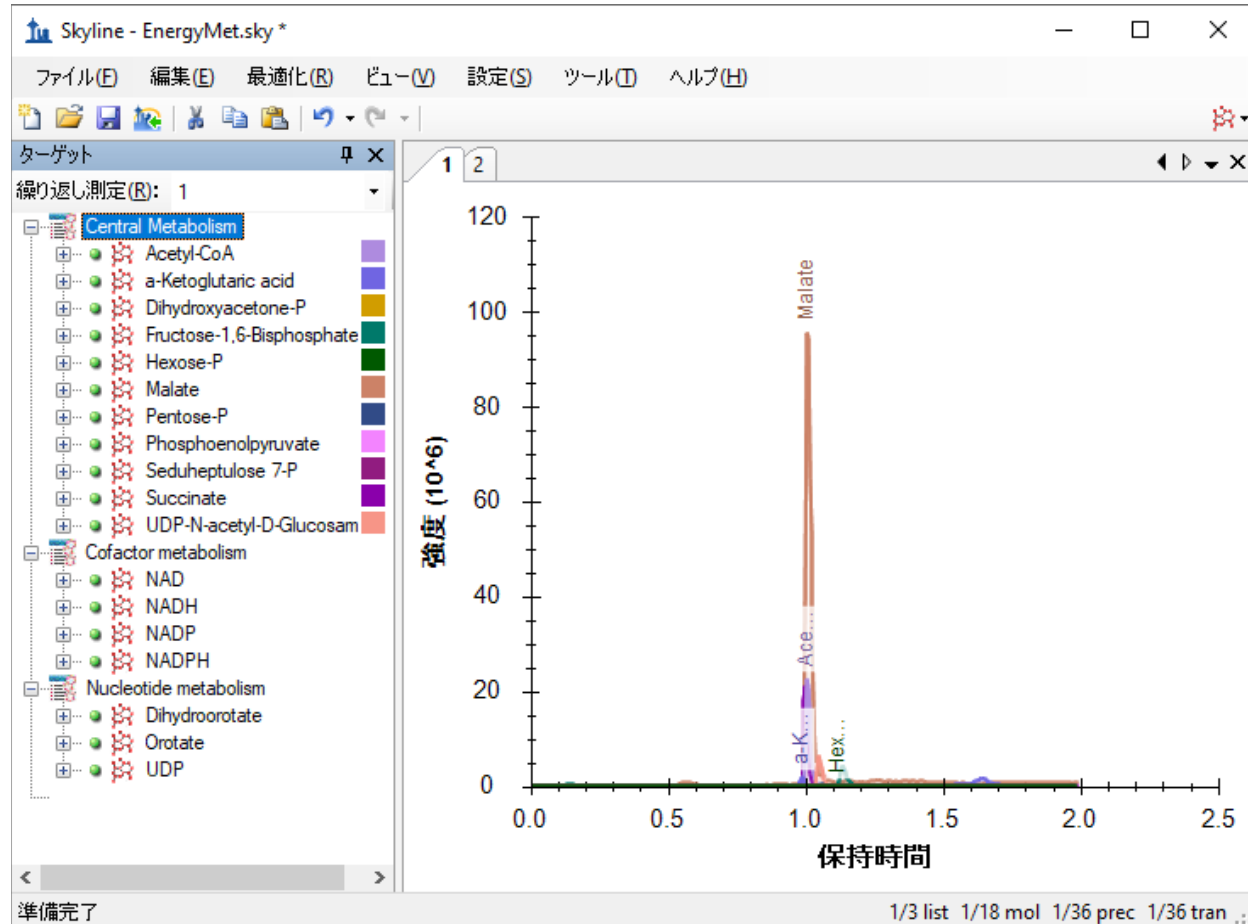 Skyline - EnergyMet.sky *
ファイル(F) 編集(E) 最適化(R) ビュー(V) 設定(S) ツール(T) ヘルプ(H)
ターゲット
繰り返し測定(R): 1
Central Metabolism
Acetyl-CoA
a-Ketoglutaric acid
Dihydroxyacetone-P
Fructose-1,6-Bisphosphate
Hexose-P
Malate
Pentose-P
Phosphoenolpyruvate
Seduheptulose 7-P
Succinate
UDP-N-acetyl-D-Glucosam
Cofactor metabolism
NAD
NADH
NADP
NADPH
Nucleotide metabolism
Dihydroorotate
Orotate
UDP
1 2
120
100
80
60
40
20
0
強度 (10^6)
Malate
Ace...
a-K...
Hex...
0.0 0.5 1.0 1.5 2.0 2.5
保持時間
準備完了
1/3 list 1/18 mol 1/36 prec 1/36 tran